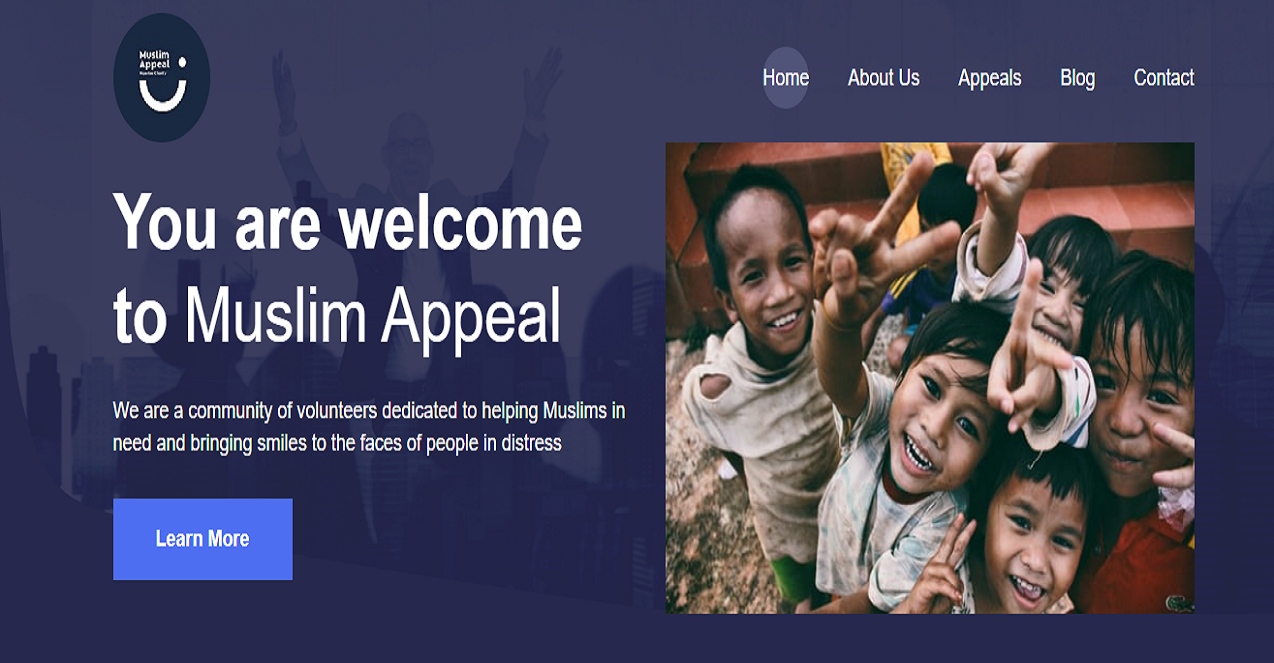 Muslim
Appeal
Home
About Us
Appeals
Blog
Contact
You are welcome
to Muslim Appeal
We are a community of volunteers dedicated to helping Muslims in
need and bringing smiles to the faces of people in distress
Learn More